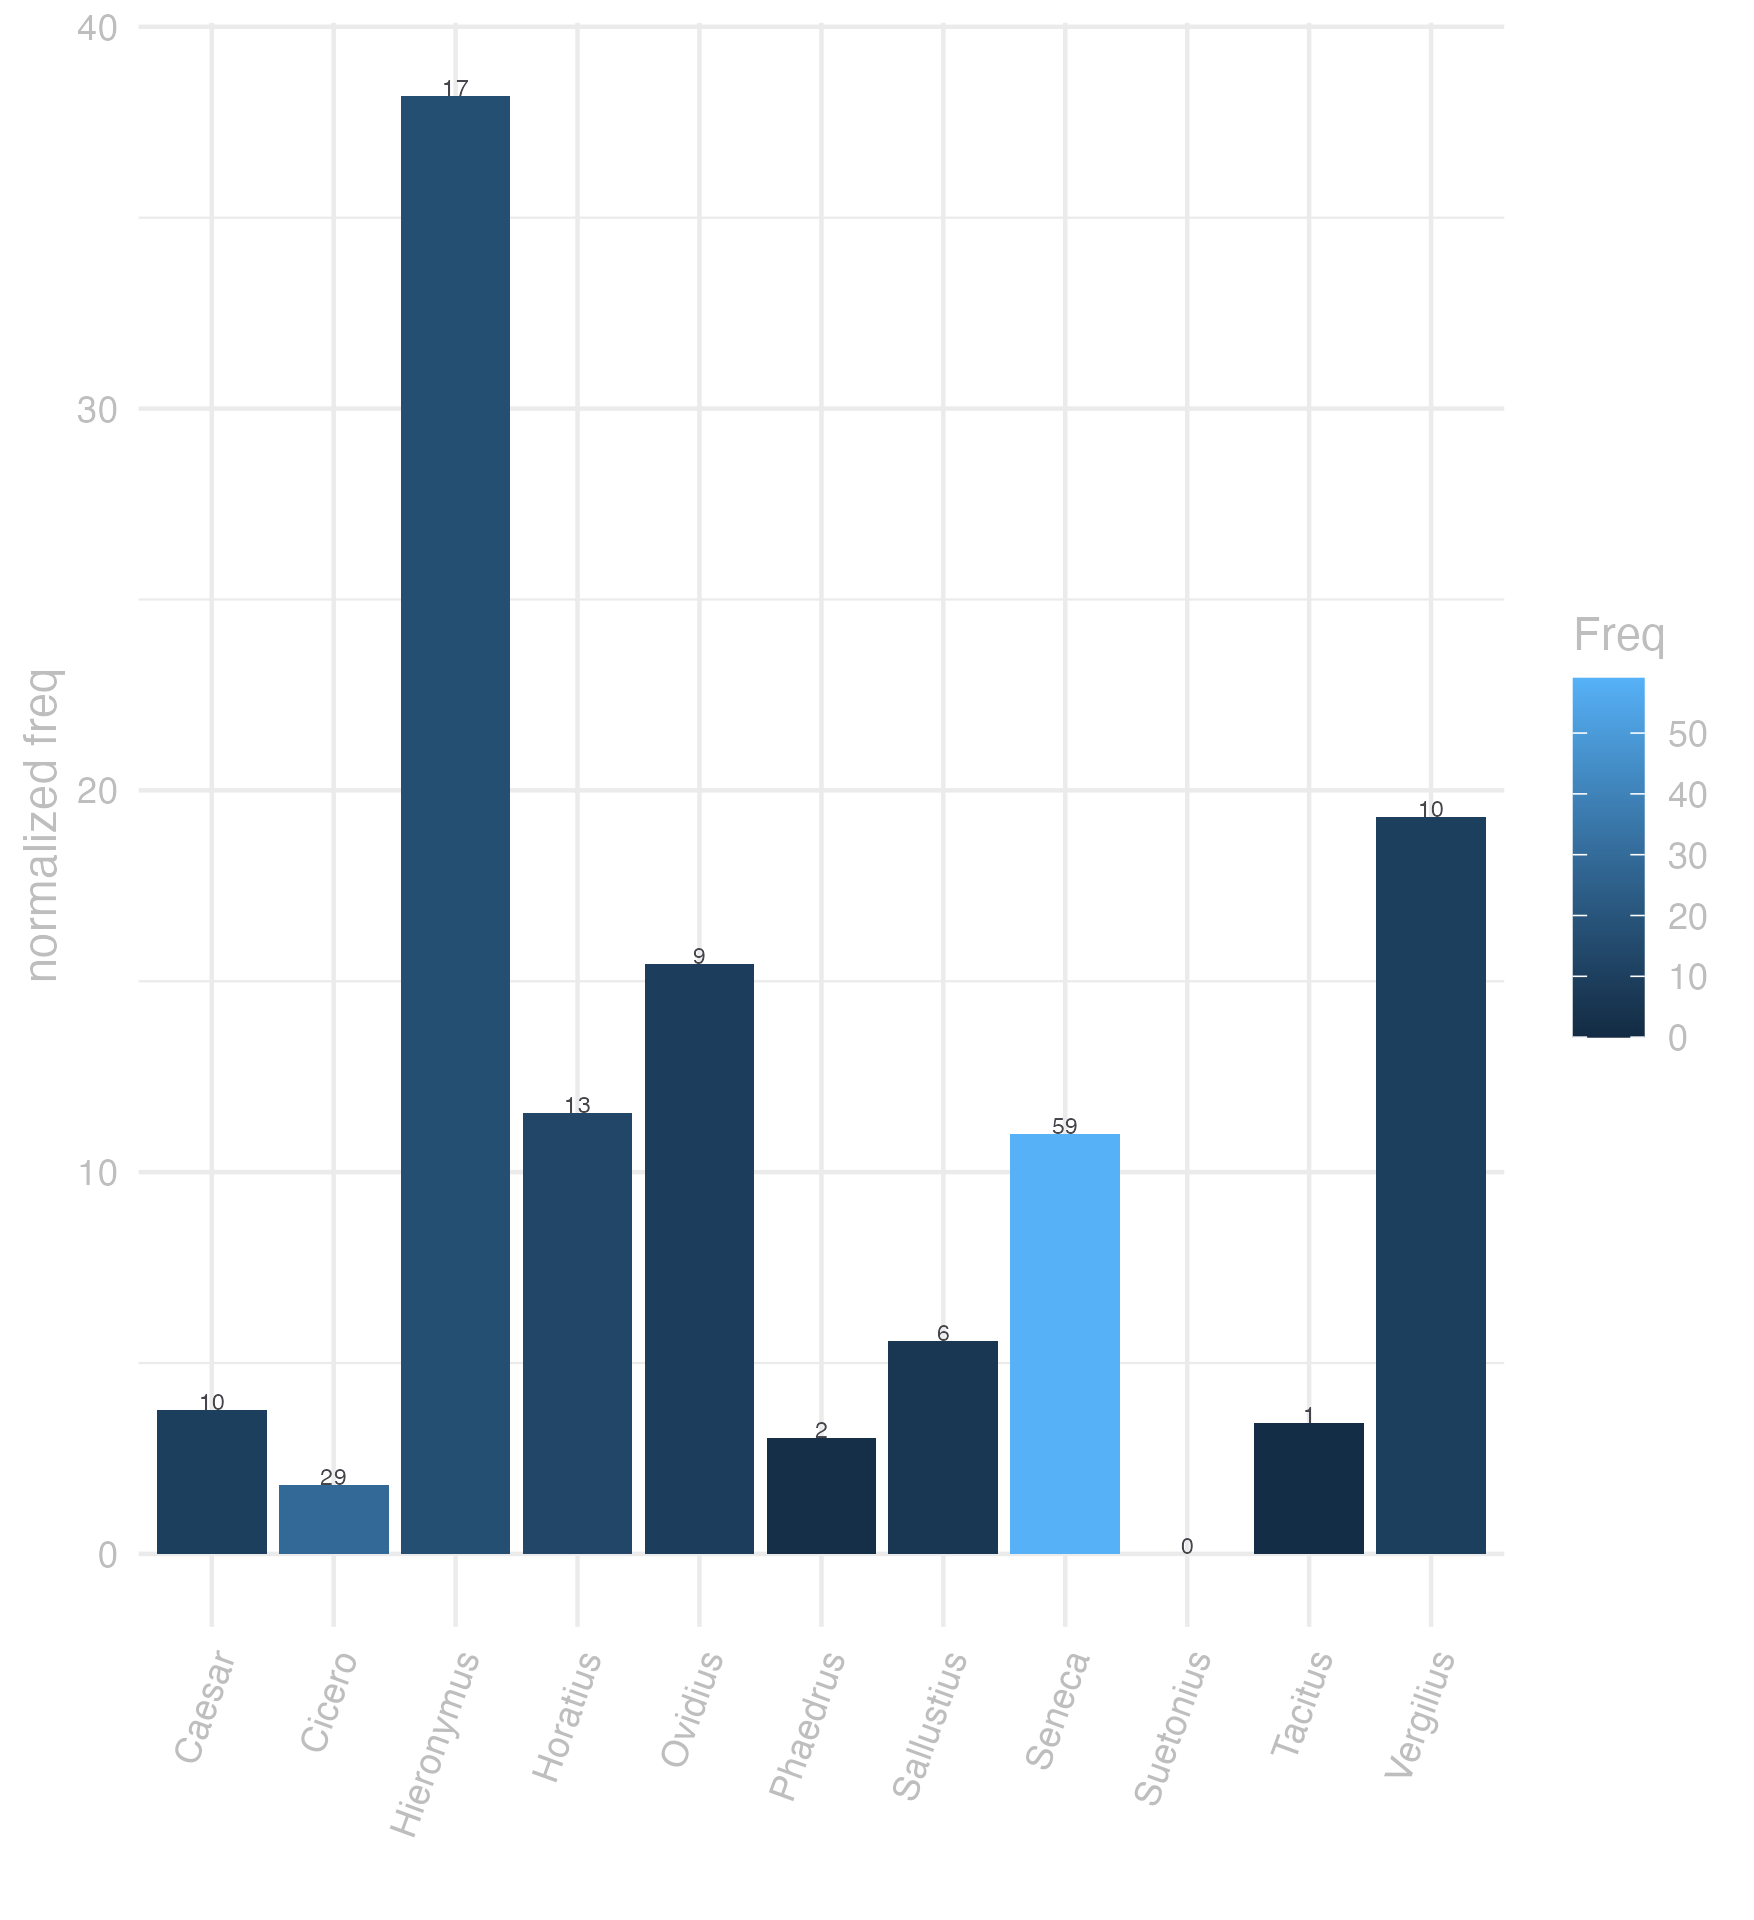 40
30
20
10
0
normalized freq
17
10
9
13
59
6
10
1
2
29
0
Caesar
Cicero
Hieronymus
Horatius
Ovidius
Phaedrus
Sallustius
Seneca
Suetonius
Tacitus
Vergilius
Freq
50
40
30
20
10
0